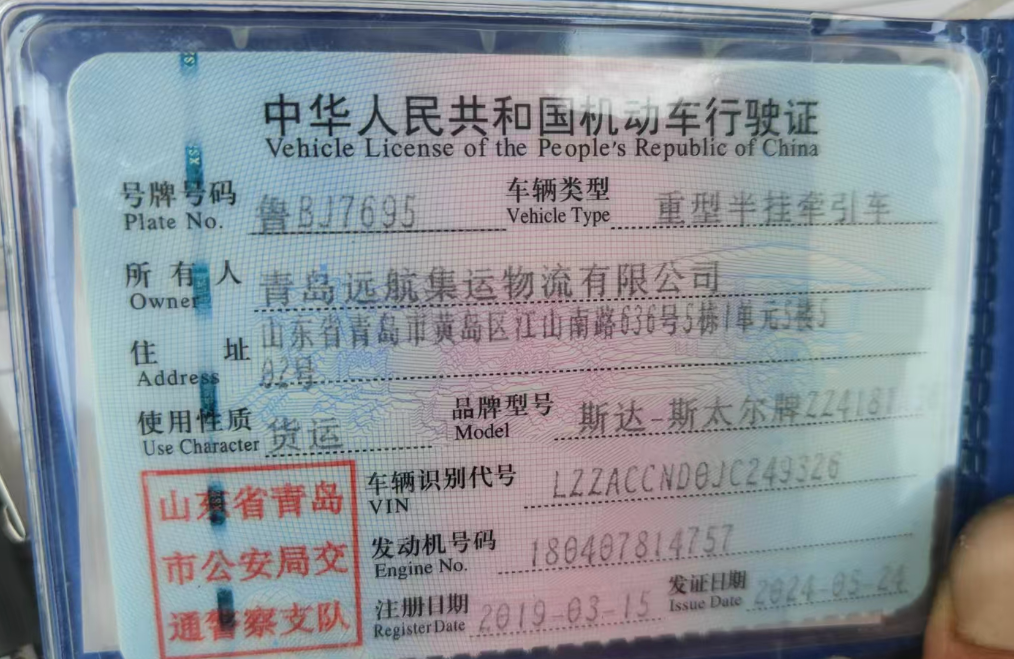 中华人民共和国机动车行驶证
Vehicle License of the People's Republic of China
号牌号码 鲁BJ7695 车辆类型 重型半挂牵引车
Plate No. Vehicle Type
所有人 青岛远航集运物流有限公司
Owner
山东省青岛市黄岛区江山南路636号5栋1单元5楼5
住址 02号
Address
使用性质 货运 品牌型号 斯达-斯太尔牌ZZ4181
Use Character Model
山东省青岛
市公安局交
通警察支队
车辆识别代号 LZZACCND0JC249326
VIN
发动机号码 180407814757
Engine No.
注册日期 2019-03-15 发证日期 2024-05-24
Register Date Issue Date